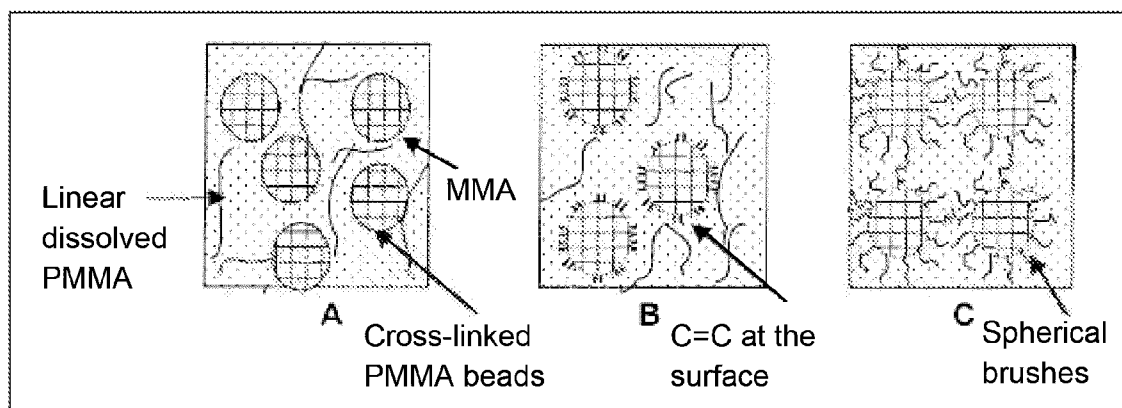 Linear
dissolved
PMMA
MMA
A
Cross-linked
PMMA beads
B
C=C at the
surface
C
Spherical
brushes